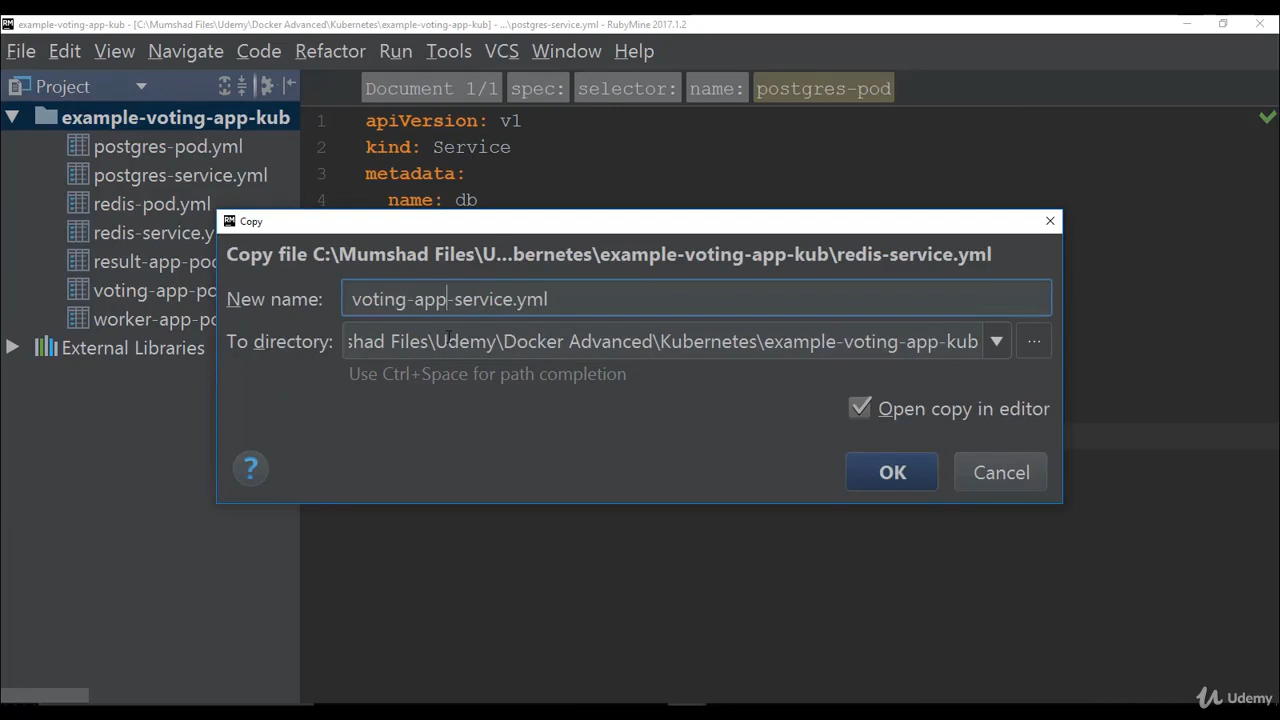 RM example-voting-app-kub - [C:\Mumshad Files\Udemy\Docker Advanced\Kubernetes\example-voting-app-kub] - ...\postgres-service.yml - RubyMine 2017.1.2
File Edit View Navigate Code Refactor Run Tools VCS Window Help
Project
Document 1/1 spec: selector: name: postgres-pod
example-voting-app-kub
postgres-pod.yml
postgres-service.yml
redis-pod.yml
redis-service.y
result-app-pod
voting-app-po
worker-app-po
External Libraries
1 apiVersion: v1
2 kind: Service
3 metadata:
4 name: db
RM Copy
Copy file C:\Mumshad Files\U...bernetes\example-voting-app-kub\redis-service.yml
New name: voting-app-service.yml
To directory: shad Files\Udemy\Docker Advanced\Kubernetes\example-voting-app-kub
Use Ctrl+Space for path completion
Open copy in editor
? OK Cancel
Udemy